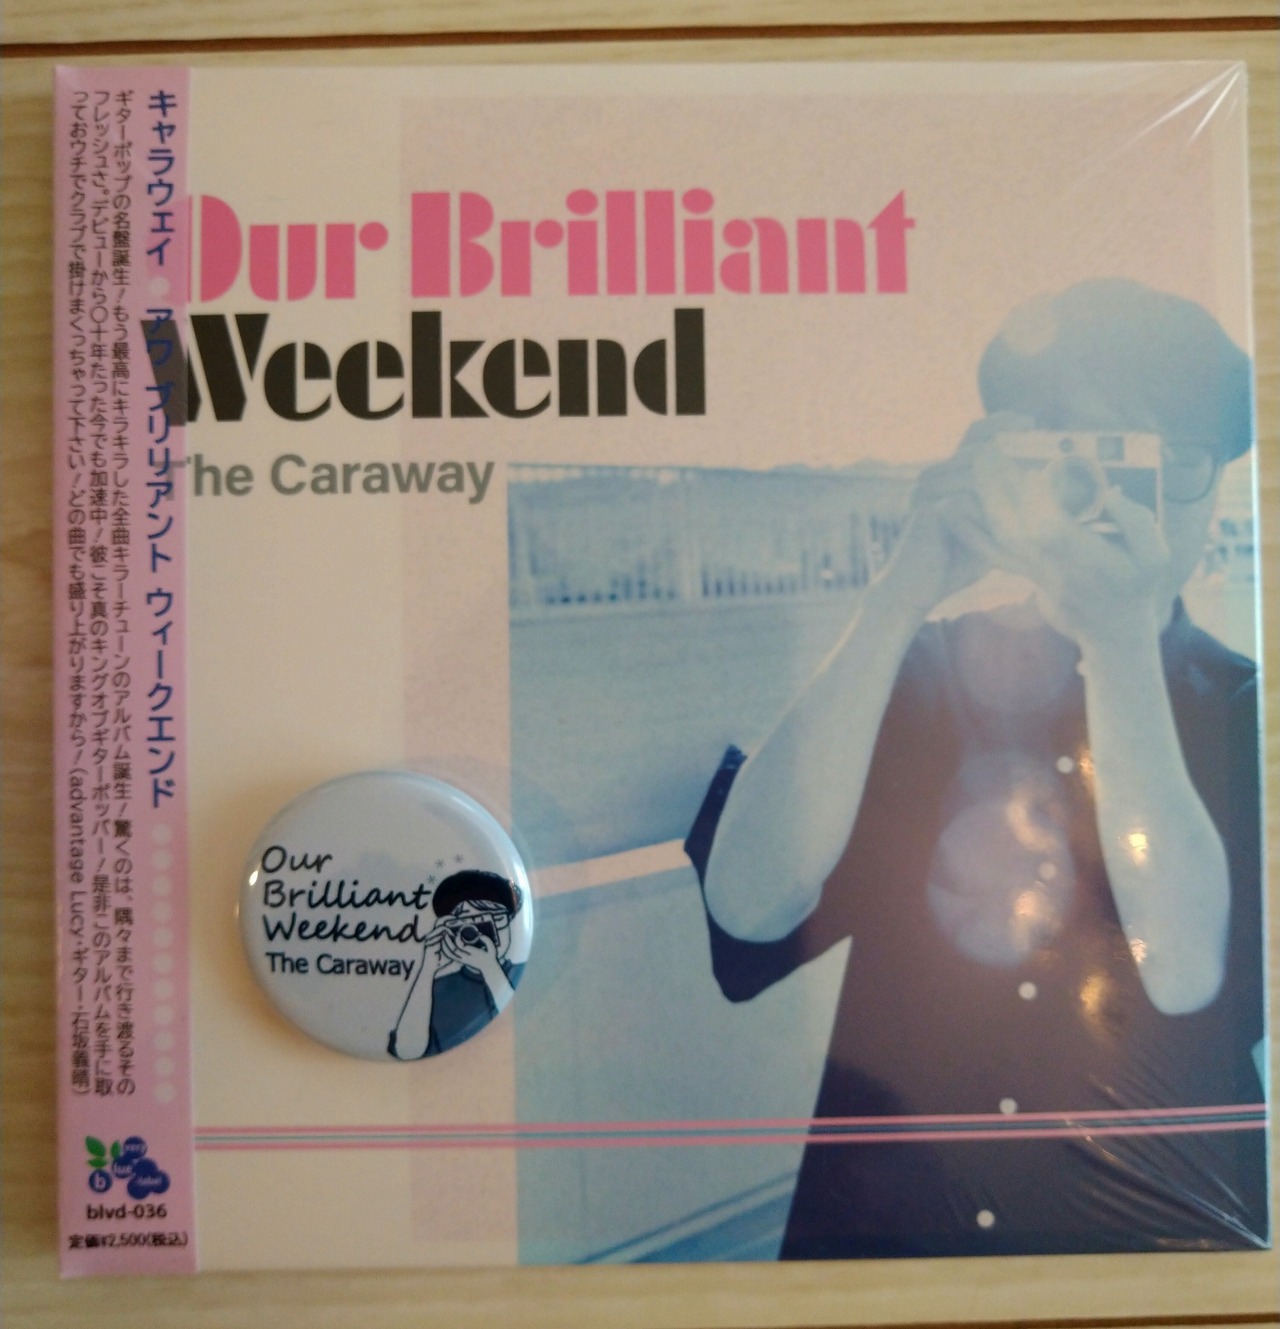 Our Brilliant
Weekend
The Caraway
キャラウェイ アワ ブリリアント ウィークエンド
ギターポップの名盤誕生！もう最高にキラキラした全曲キラーチューンのアルバム誕生！驚くのは、隅々まで行き渡るその
フレッシュさ。デビューから〇十年たった今でも加速中！彼こそ真のキングオブギターポッパー！是非このアルバムを手に取
っておウチでクラブで掛けまくっちゃって下さい！どの曲でも盛り上がりますから！（advantage Lucy・ギター・石坂義晴）
Our
Brilliant
Weekend
The Caraway
very
blue
label
blvd-036
定価¥2,500(税込)